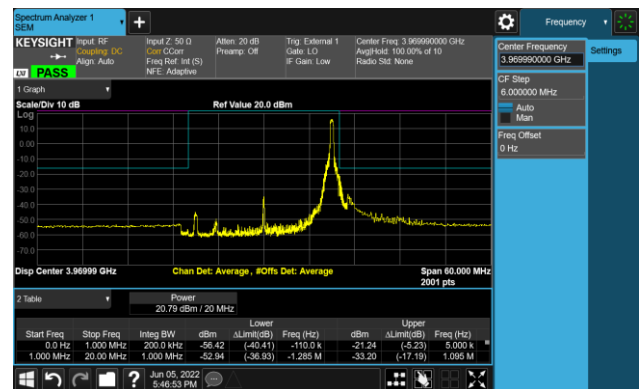 Spectrum Analyzer 1
SEM
Frequency
KEYSIGHT
Input: RF
Coupling: DC
Align: Auto
Input Z: 50 Ω
Corr CCorr
Freq Ref: Int (S)
NFE: Adaptive
Atten: 20 dB
Preamp: Off
Trig: External 1
Gate: LO
IF Gain: Low
Center Freq: 3.969990000 GHz
Avg|Hold: 100.00% of 10
Radio Std: None
LXI
PASS
Center Frequency
3.969990000 GHz
Settings
CF Step
6.000000 MHz
Auto
Man
Freq Offset
0 Hz
1 Graph
Scale/Div 10 dB
Ref Value 20.0 dBm
Log
10.0
0.00
-10.0
-20.0
-30.0
-40.0
-50.0
-60.0
-70.0
Disp Center 3.96999 GHz
Chan Det: Average, #Offs Det: Average
Span 60.000 MHz
2001 pts
2 Table
Power
20.79 dBm / 20 MHz
Lower Upper
Start Freq Stop Freq Integ BW dBm ΔLimit(dB) Freq (Hz) dBm ΔLimit(dB) Freq (Hz)
0.0 Hz 1.000 MHz 200.0 kHz -56.42 (-40.41) -110.0 k -21.24 (-5.23) 5.000 k
1.000 MHz 20.00 MHz 1.000 MHz -52.94 (-36.93) -1.285 M -33.20 (-17.19) 1.095 M
Jun 05, 2022
5:46:53 PM